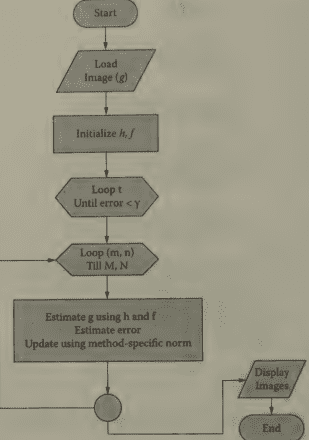 Start
Load
Image (g)
Initialize h, f
Loop t
Until error < γ
Loop (m, n)
Till M, N
Estimate g using h and f
Estimate error
Update using method-specific norm
Display
Images
End